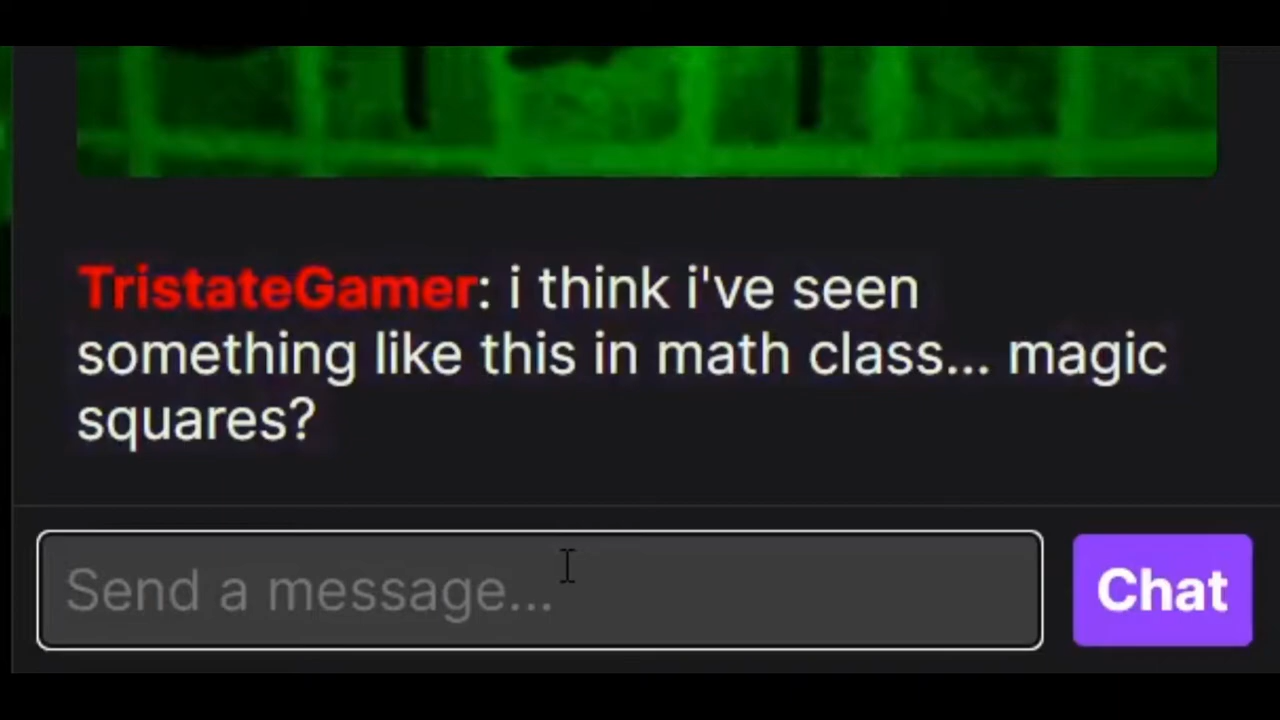 TristateGamer: i think i've seen
something like this in math class... magic
squares?
Send a message...
Chat